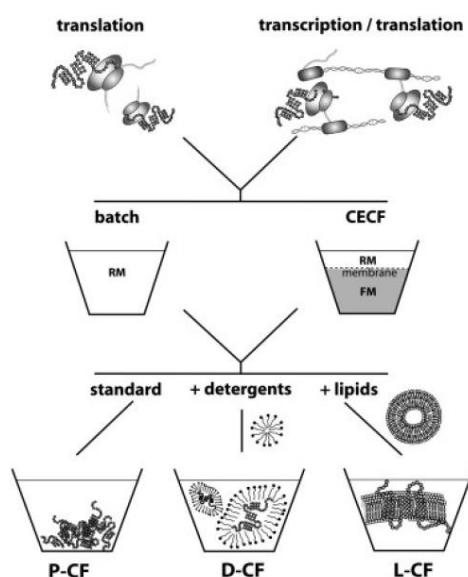 translation transcription / translation
batch CECF
RM RM
membrane
FM
standard + detergents + lipids
P-CF D-CF L-CF